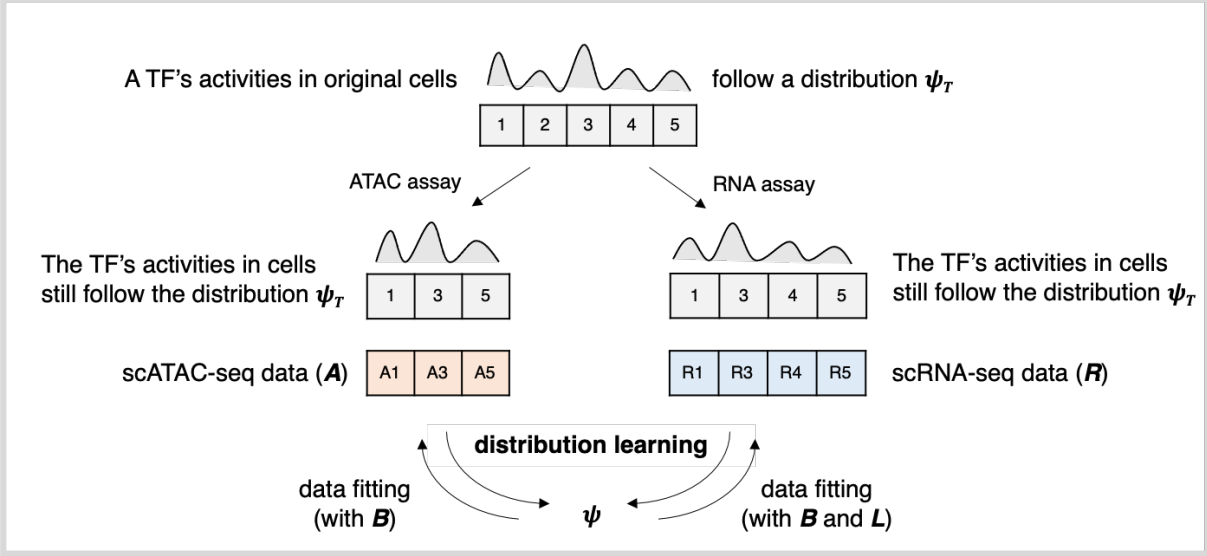 A TF's activities in original cells follow a distribution ψ_T
1 2 3 4 5
ATAC assay RNA assay
The TF's activities in cells
still follow the distribution ψ_T
1 3 5
1 3 4 5
The TF's activities in cells
still follow the distribution ψ_T
scATAC-seq data (A) A1 A3 A5
R1 R3 R4 R5 scRNA-seq data (R)
distribution learning
data fitting
(with B)
ψ
data fitting
(with B and L)